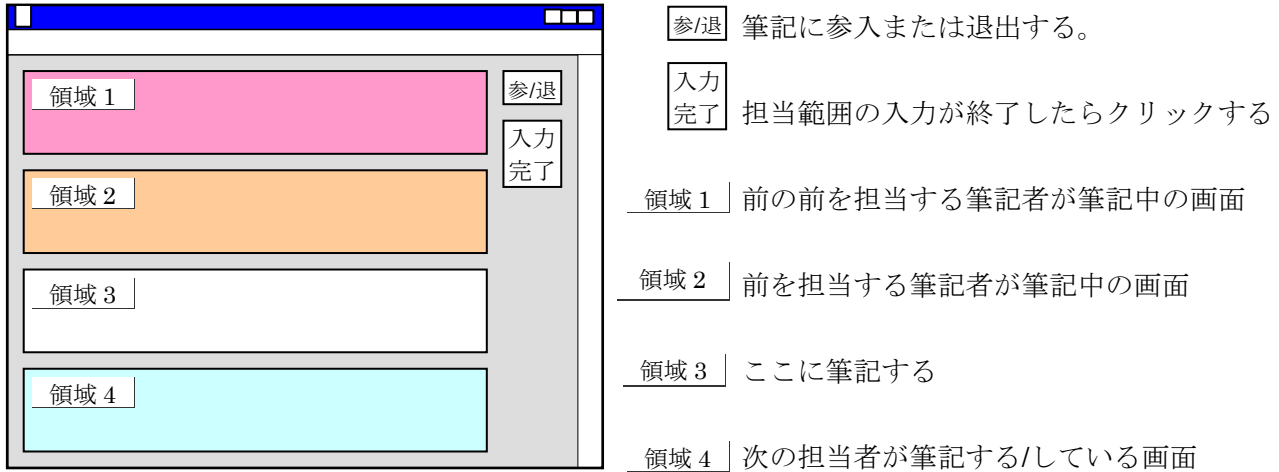 領域 1
参/退
入力
完了
領域 2
領域 3
領域 4
参/退 筆記に参入または退出する。
入力
完了 担当範囲の入力が終了したらクリックする
領域 1 前の前を担当する筆記者が筆記中の画面
領域 2 前を担当する筆記者が筆記中の画面
領域 3 ここに筆記する
領域 4 次の担当者が筆記する/している画面